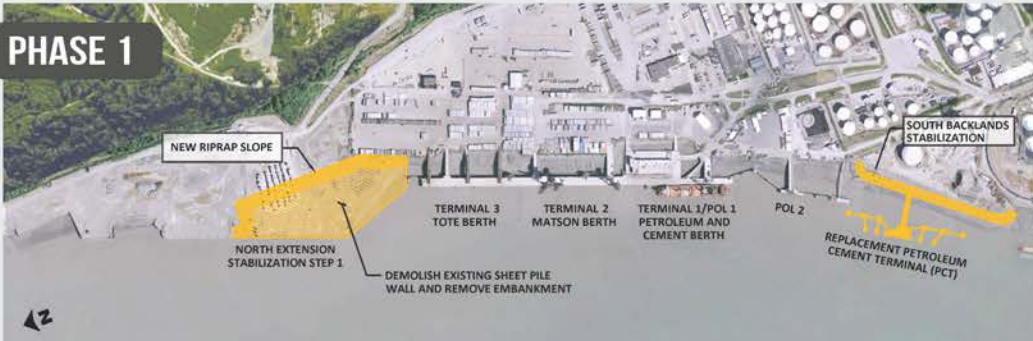 PHASE 1
NEW RIPRAP SLOPE
NORTH EXTENSION
STABILIZATION STEP 1
DEMOLISH EXISTING SHEET PILE
WALL AND REMOVE EMBANKMENT
TERMINAL 3
TOTE BERTH
TERMINAL 2
MATSON BERTH
TERMINAL 1/POL 1
PETROLEUM AND
CEMENT BERTH
POL 2
SOUTH BACKLANDS
STABILIZATION
REPLACEMENT PETROLEUM
CEMENT TERMINAL (PCT)
Z